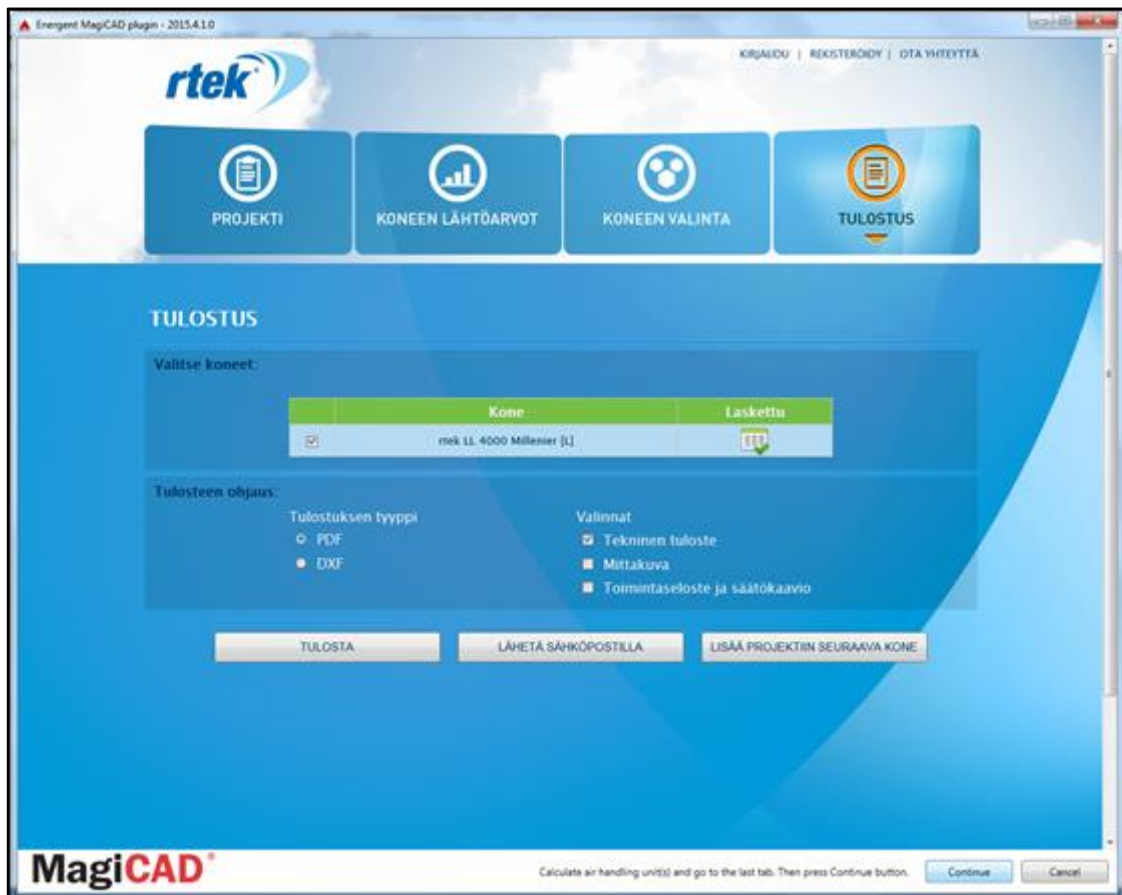 Energent MagiCAD plugin - 2015.4.1.0
KIRJAUDU | REKISTERÖIDY | OTA YHTEYTTÄ
rtek
PROJEKTI
KONEEN LÄHTÖARVOT
KONEEN VALINTA
TULOSTUS
TULOSTUS
Valitse koneet:
Kone Laskettu
rtek LL 4000 Millenier [L]
Tulosteen ohjaus:
Tulostuksen tyyppi
PDF
DXF
Valinnat
Tekninen tuloste
Mittakuva
Toimintaseloste ja säätökaavio
TULOSTA
LÄHETÄ SÄHKÖPOSTILLA
LISÄÄ PROJEKTIIN SEURAAVA KONE
MagiCAD®
Calculate air handling unit(s) and go to the last tab. Then press Continue button.
Continue
Cancel